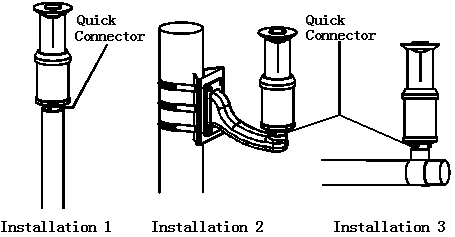 Quick
Connector
Quick
Connector
Installation 1
Installation 2
Installation 3